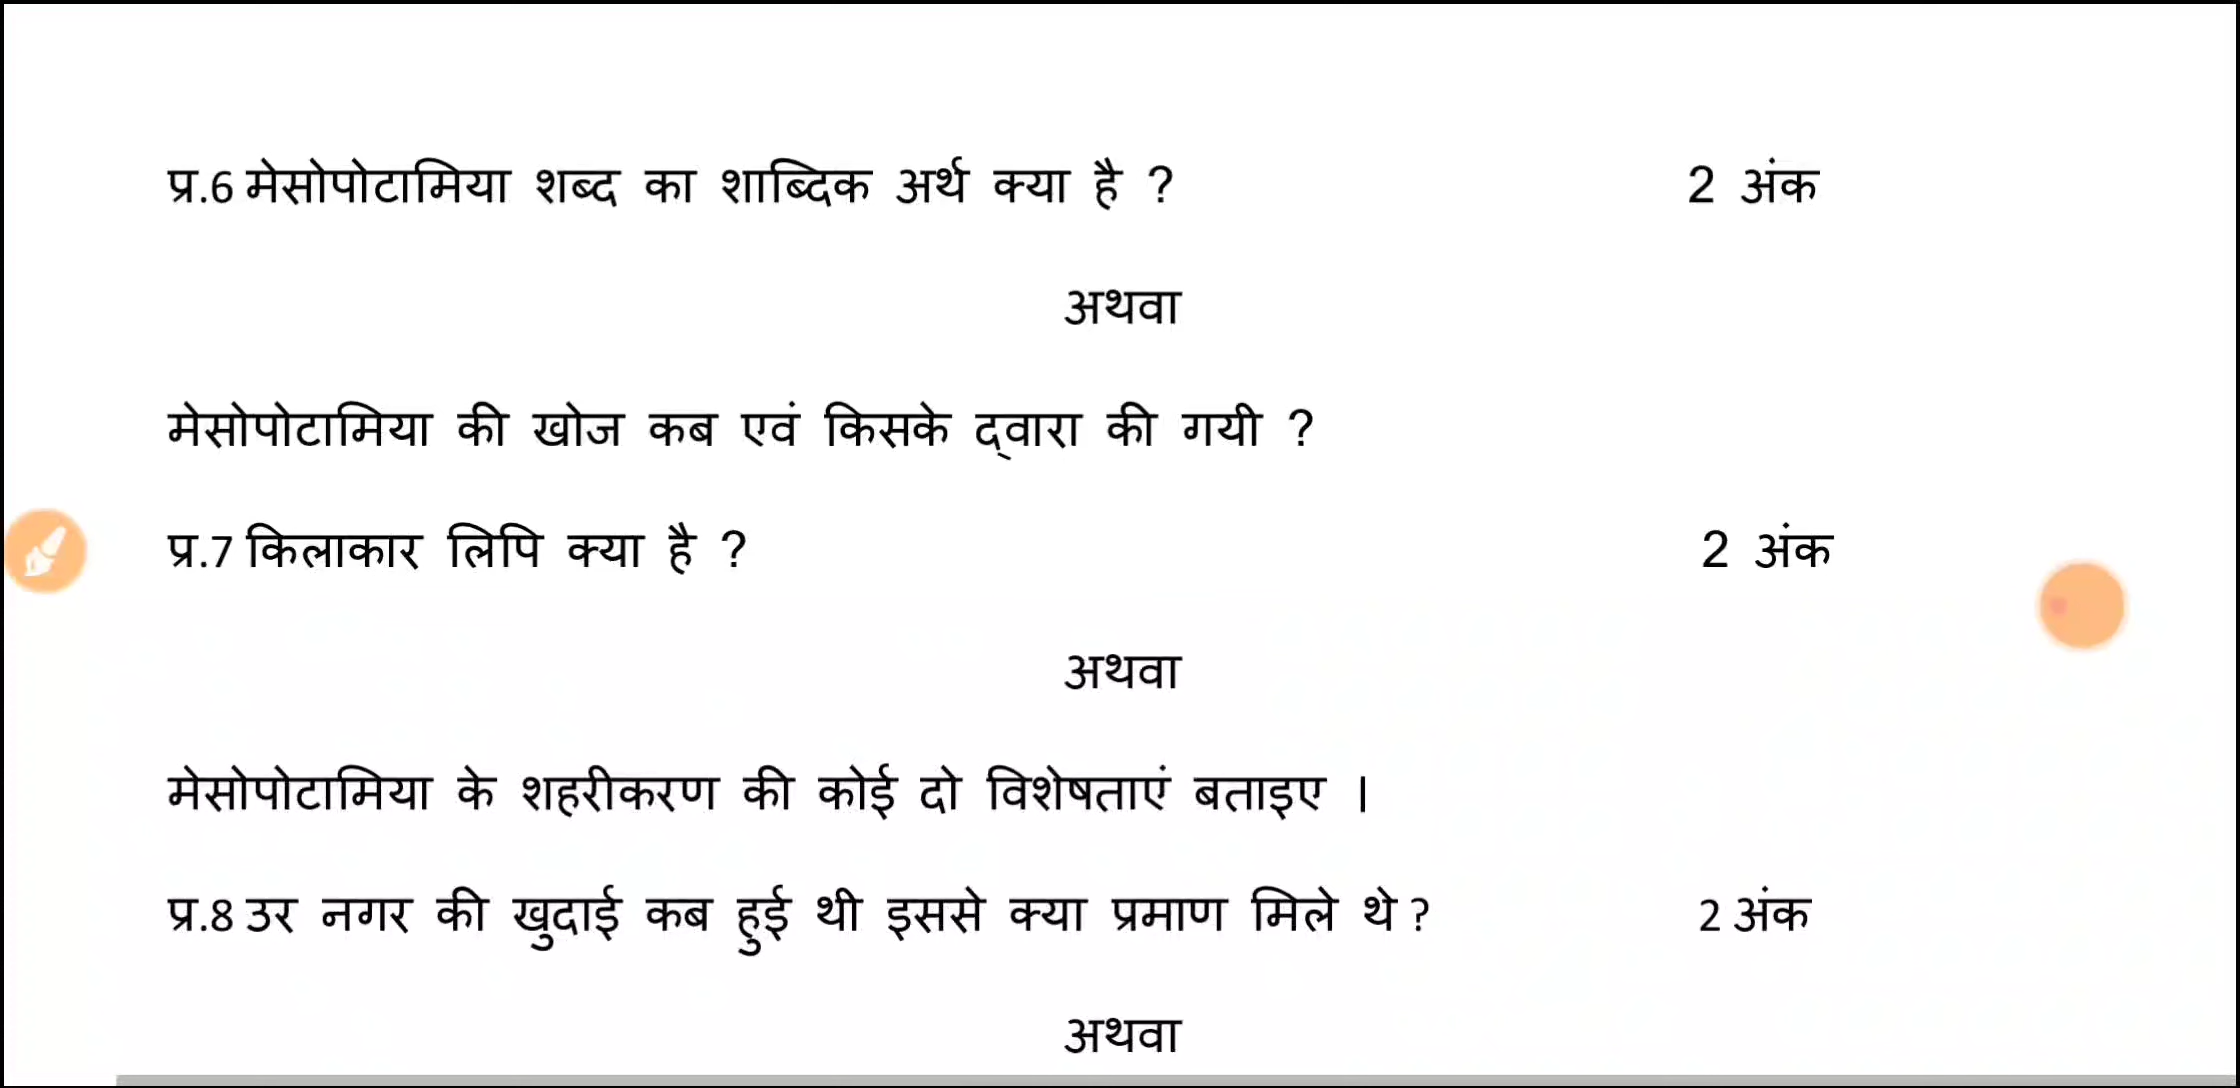 प्र.6 मेसोपोटामिया शब्द का शाब्दिक अर्थ क्या है ? 2 अंक
अथवा
मेसोपोटामिया की खोज कब एवं किसके द्वारा की गयी ?
प्र.7 किलाकार लिपि क्या है ? 2 अंक
अथवा
मेसोपोटामिया के शहरीकरण की कोई दो विशेषताएं बताइए ।
प्र.8 उर नगर की खुदाई कब हुई थी इससे क्या प्रमाण मिले थे ? 2 अंक
अथवा